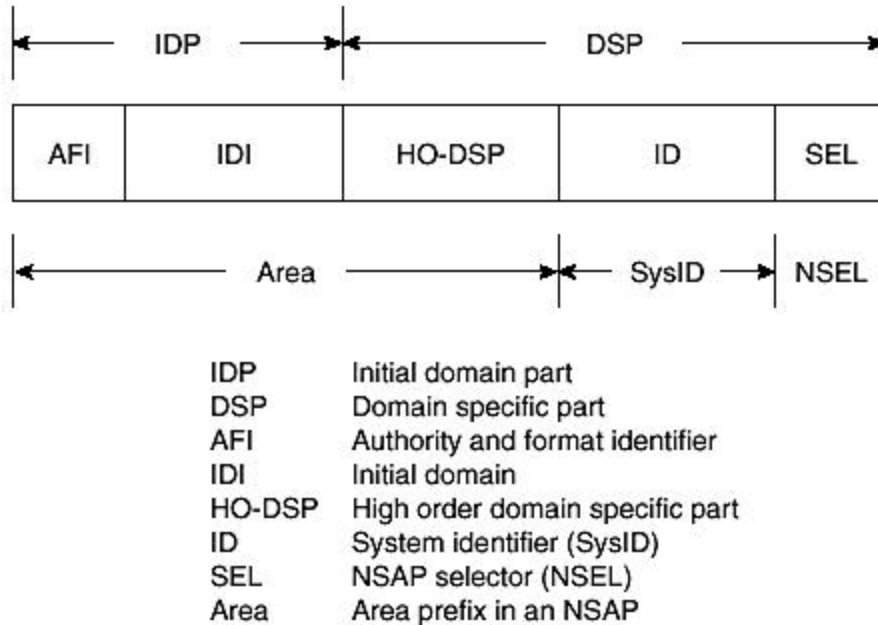 IDP DSP
AFI IDI HO-DSP ID SEL
Area SysID NSEL
IDP Initial domain part
DSP Domain specific part
AFI Authority and format identifier
IDI Initial domain
HO-DSP High order domain specific part
ID System identifier (SysID)
SEL NSAP selector (NSEL)
Area Area prefix in an NSAP